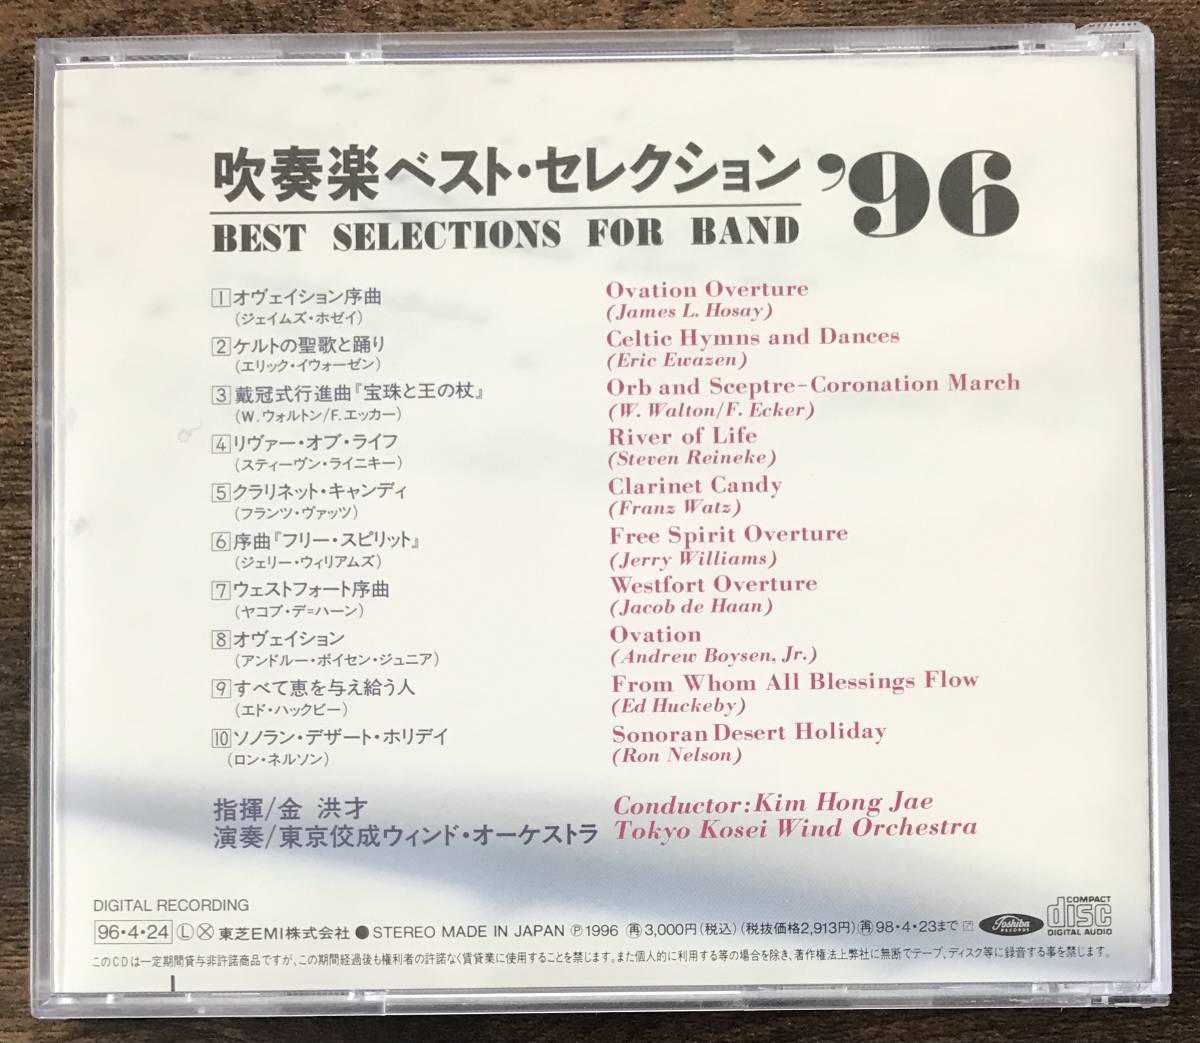 吹奏楽ベスト・セレクション '96
BEST SELECTIONS FOR BAND
1 オヴェイション序曲 Ovation Overture
(ジェイムズ・ホゼイ) (James L. Hosay)
2 ケルトの聖歌と踊り Celtic Hymns and Dances
(エリック・イウォーゼン) (Eric Ewazen)
3 戴冠式行進曲『宝珠と王の杖』 Orb and Sceptre-Coronation March
(W.ウォルトン/F.エッカー) (W. Walton/F. Ecker)
4 リヴァー・オブ・ライフ River of Life
(スティーヴン・ライニキー) (Steven Reineke)
5 クラリネット・キャンディ Clarinet Candy
(フランツ・ヴァッツ) (Franz Watz)
6 序曲『フリー・スピリット』 Free Spirit Overture
(ジェリー・ウィリアムズ) (Jerry Williams)
7 ウェストフォート序曲 Westfort Overture
(ヤコブ・デ=ハーン) (Jacob de Haan)
8 オヴェイション Ovation
(アンドルー・ボイセン・ジュニア) (Andrew Boysen, Jr.)
9 すべて恵を与え給う人 From Whom All Blessings Flow
(エド・ハックビー) (Ed Huckeby)
10 ソノラン・デザート・ホリデイ Sonoran Desert Holiday
(ロン・ネルソン) (Ron Nelson)
指揮/金 洪才 Conductor:Kim Hong Jae
演奏/東京佼成ウィンド・オーケストラ Tokyo Kosei Wind Orchestra
DIGITAL RECORDING
96・4・24 Ⓛ Ⓧ 東芝EMI株式会社 ● STEREO MADE IN JAPAN ℗1996 ㊢3,000円(税込)(税抜価格2,913円)㊢98・4・23まで Toshiba RECORDS COMPACT disc DIGITAL AUDIO
このCDは一定期間貸与非許諾商品ですが、この期間経過後も権利者の許諾なく賃貸業に使用することを禁じます。また個人的に利用する等の場合を除き、著作権法上弊社に無断でテープ、ディスク等に録音する事を禁じます。